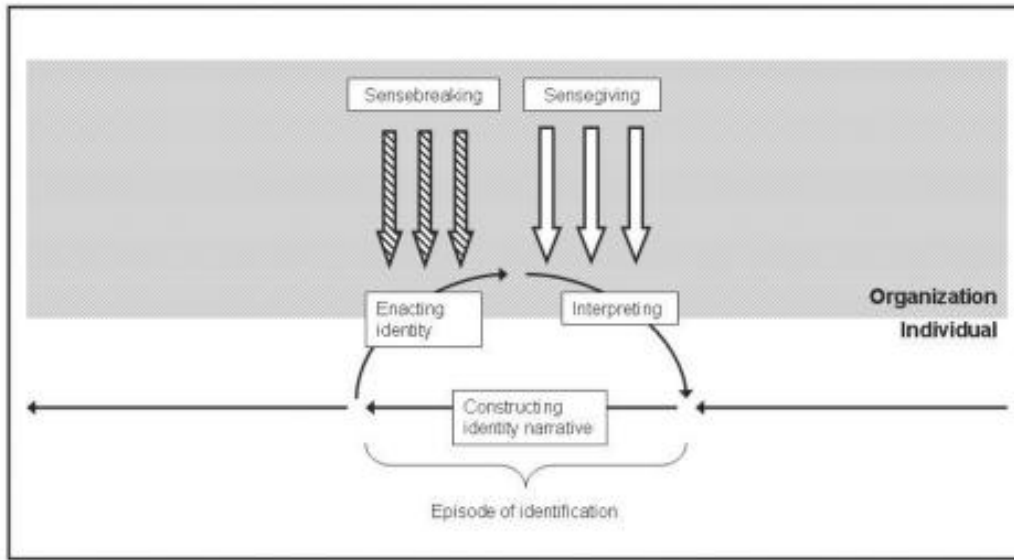 Sensebreaking
Sensegiving
Enacting
identity
Interpreting
Organization
Individual
Constructing
identity narrative
Episode of identification